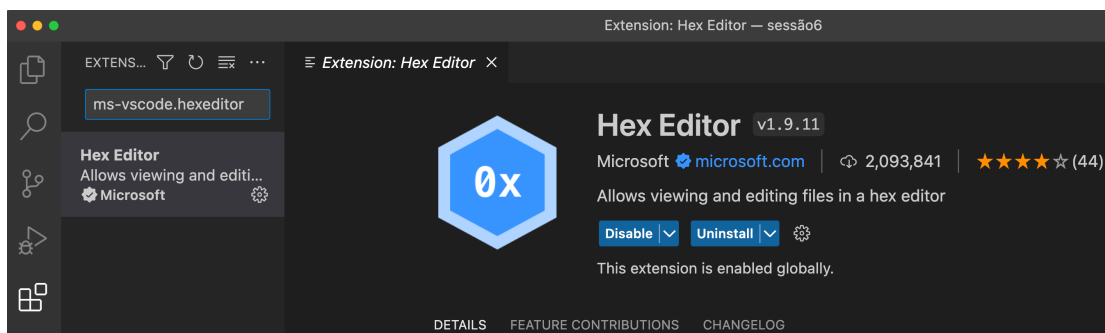 Extension: Hex Editor — sessão6
EXTENS...
Extension: Hex Editor
ms-vscode.hexeditor
Hex Editor
Allows viewing and editi...
Microsoft
0x
Hex Editor v1.9.11
Microsoft microsoft.com 2,093,841 (44)
Allows viewing and editing files in a hex editor
Disable Uninstall
This extension is enabled globally.
DETAILS FEATURE CONTRIBUTIONS CHANGELOG